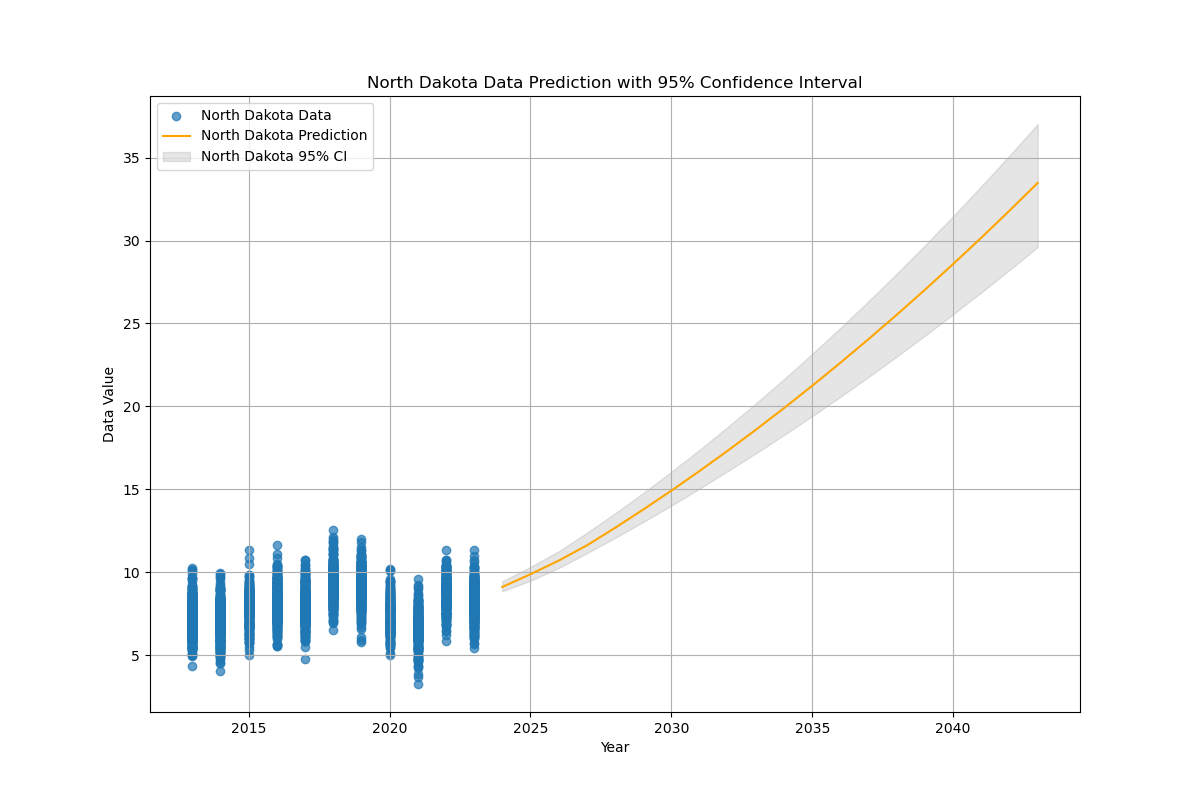 North Dakota Data Prediction with 95% Confidence Interval
North Dakota Data
North Dakota Prediction
North Dakota 95% CI
Data Value
35
30
25
20
15
10
5
2015 2020 2025 2030 2035 2040
Year